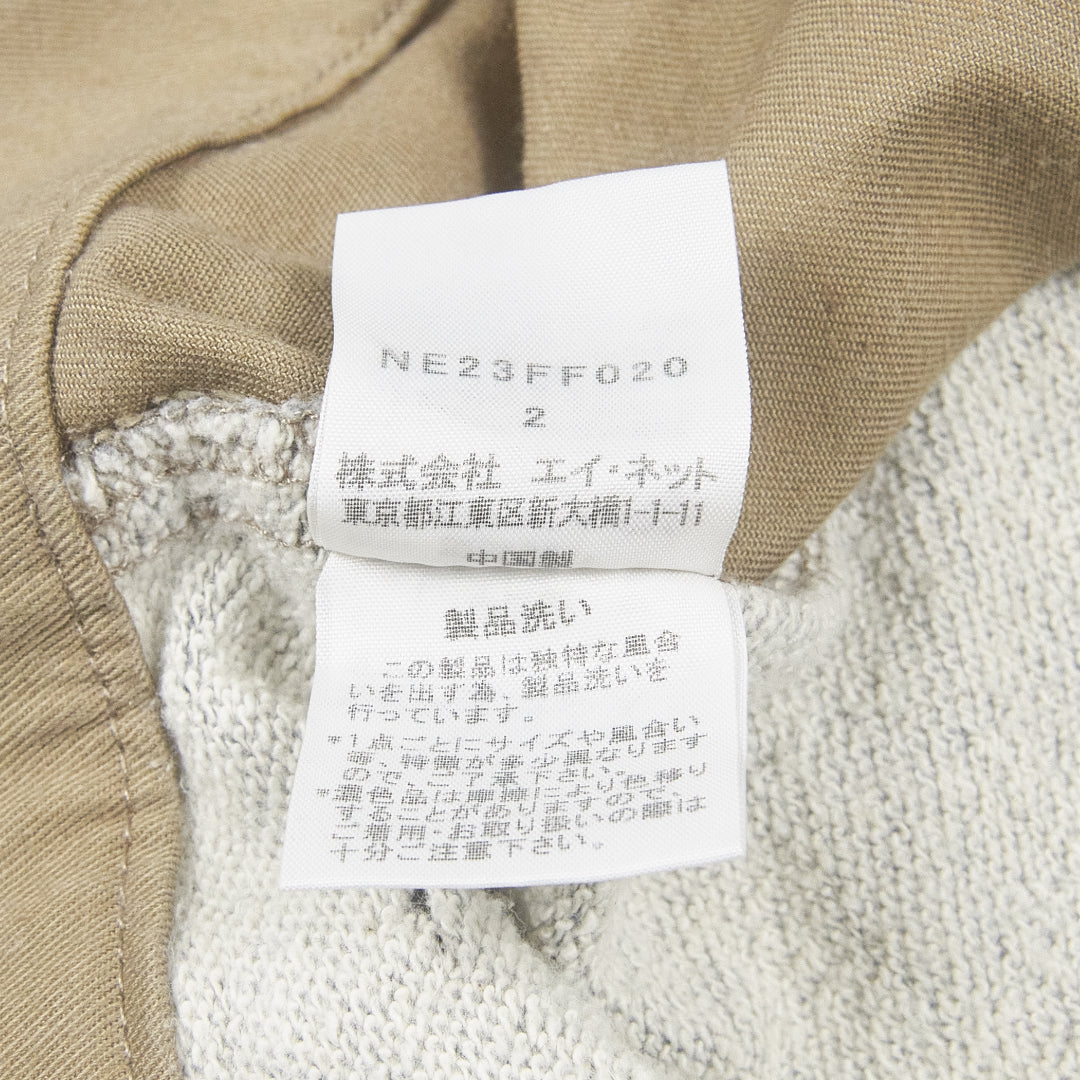 NE23FF020
2
株式会社 エイ・ネット
東京都江東区新大橋1-1-11
中国製
製品洗い
この製品は独特な風合
いを出す為、製品洗いを
行っています。
*1点ごとにサイズや風合い
等、特徴が多少異なります
ので、ご了承下さい。
*濃色品は摩擦により色移り
することがありますので、
ご着用・お取り扱いの際は
十分ご注意下さい。